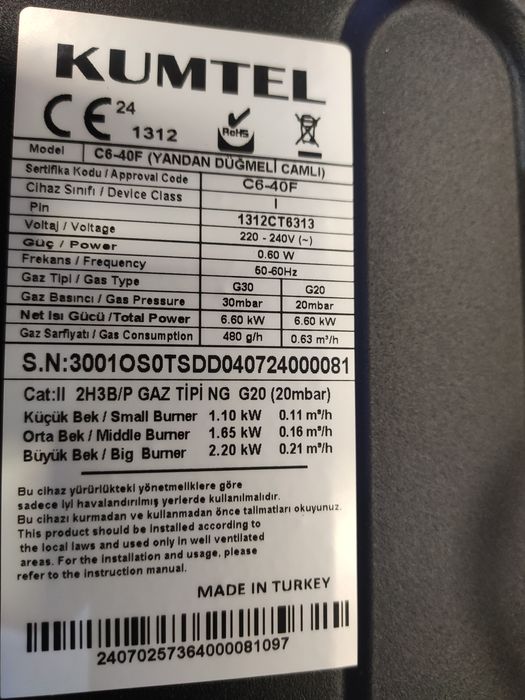 KUMTEL
CE 24
1312
RoHS
Model C6-40F (YANDAN DÜĞMELİ CAMLI)
Sertifika Kodu / Approval Code C6-40F
Cihaz Sınıfı / Device Class I
Pin 1312CT6313
Voltaj / Voltage 220 - 240V (~)
Güç / Power 0.60 W
Frekans / Frequency 50-60Hz
Gaz Tipi / Gas Type G30 G20
Gaz Basıncı / Gas Pressure 30mbar 20mbar
Net Isı Gücü /Total Power 6.60 kW 6.60 kW
Gaz Sarfiyatı / Gas Consumption 480 g/h 0.63 m³/h
S.N:3001OS0TSDD040724000081
Cat:II 2H3B/P GAZ TİPİ NG G20 (20mbar)
Küçük Bek / Small Burner 1.10 kW 0.11 m³/h
Orta Bek / Middle Burner 1.65 kW 0.16 m³/h
Büyük Bek / Big Burner 2.20 kW 0.21 m³/h
Bu cihaz yürürlükteki yönetmeliklere göre
sadece iyi havalandırılmış yerlerde kullanılmalıdır.
Bu cihazı kurmadan ve kullanmadan önce talimatları okuyunuz.
This product should be installed according to
the local laws and used only in well ventilated
areas. For the installation and usage, please
refer to the instruction manual.
MADE IN TURKEY
24070257364000081097